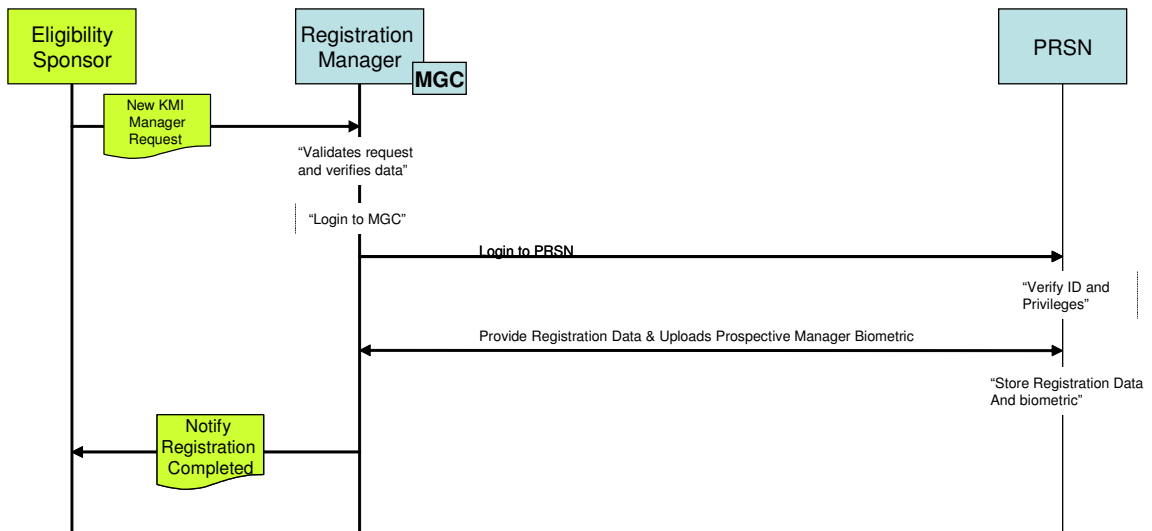 Eligibility
Sponsor
Registration
Manager
MGC
PRSN
New KMI
Manager
Request
“Validates request
and verifies data”
“Login to MGC”
Login to PRSN
“Verify ID and
Privileges”
Provide Registration Data & Uploads Prospective Manager Biometric
“Store Registration Data
And biometric”
Notify
Registration
Completed